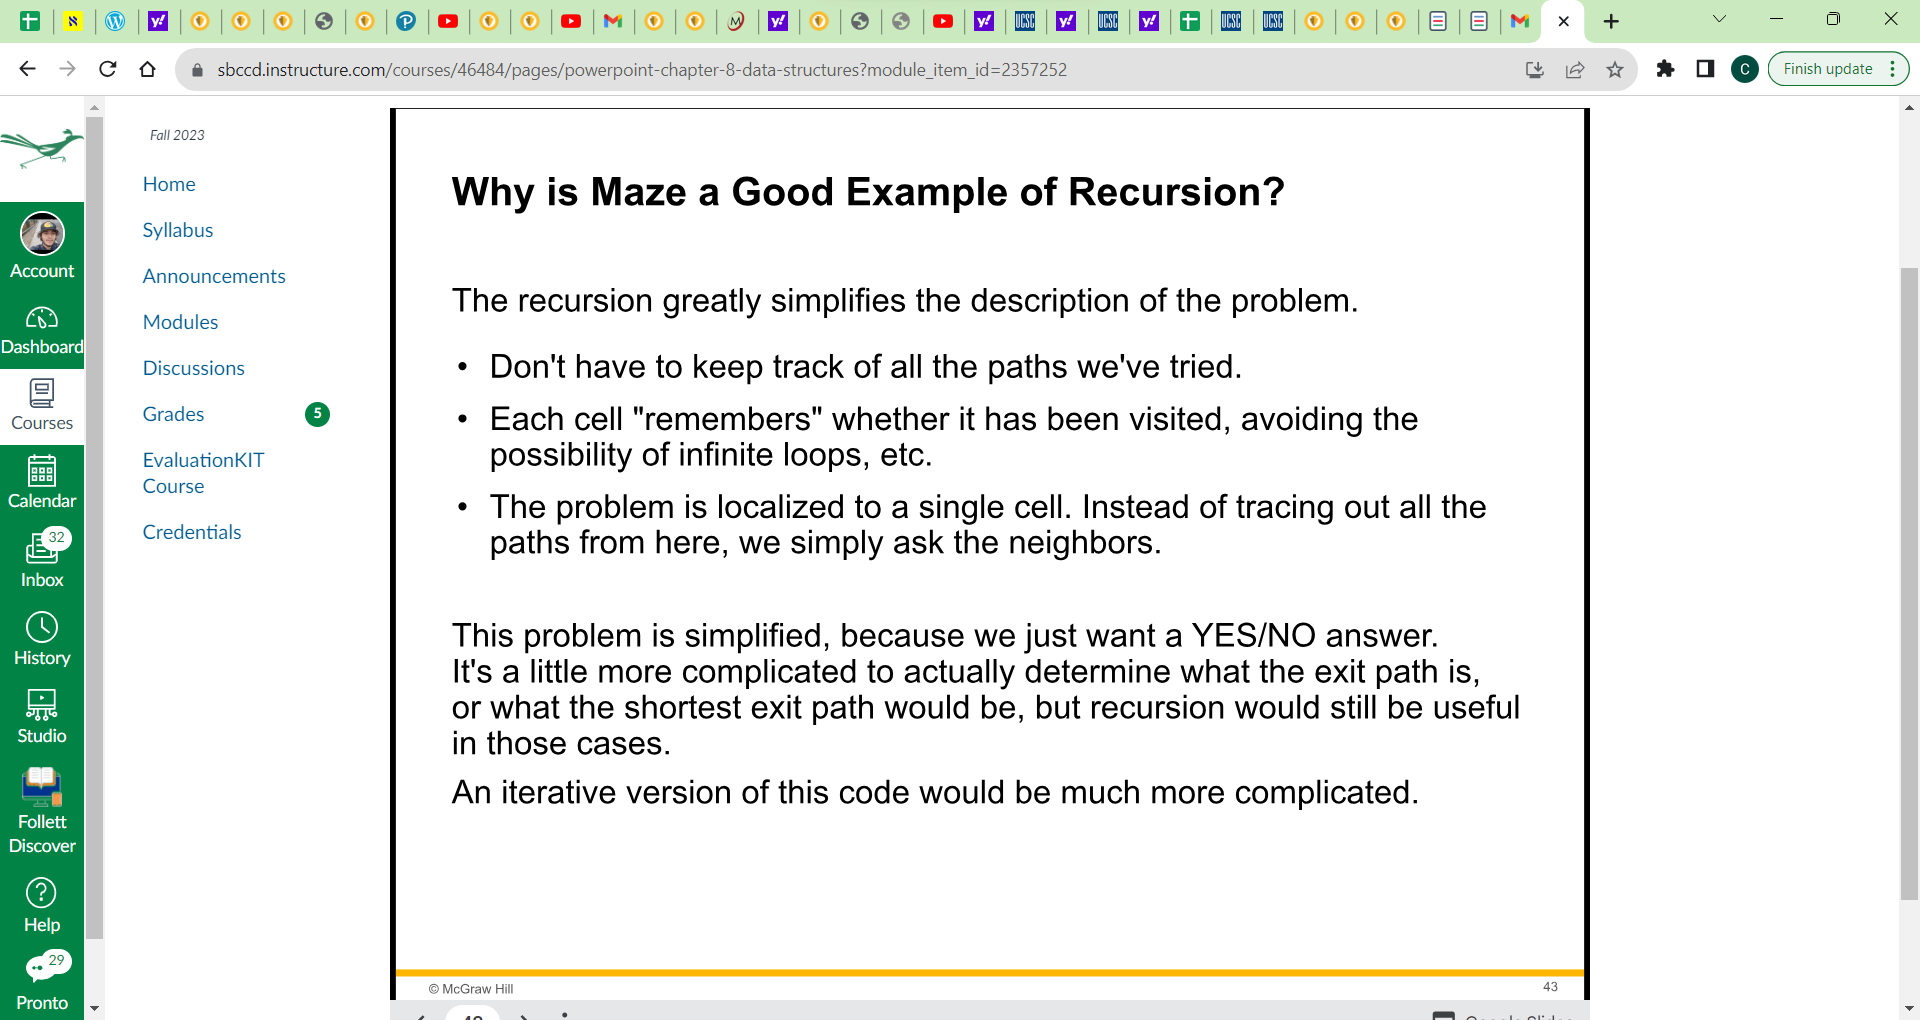 sbccd.instructure.com/courses/46484/pages/powerpoint-chapter-8-data-structures?module_item_id=2357252
C
Finish update
Fall 2023
Home
Syllabus
Announcements
Modules
Discussions
Grades
5
EvaluationKIT
Course
Credentials
Account
Dashboard
Courses
Calendar
32
Inbox
History
Studio
Follett
Discover
Help
29
Pronto
Why is Maze a Good Example of Recursion?
The recursion greatly simplifies the description of the problem.
• Don't have to keep track of all the paths we've tried.
• Each cell "remembers" whether it has been visited, avoiding the
possibility of infinite loops, etc.
• The problem is localized to a single cell. Instead of tracing out all the
paths from here, we simply ask the neighbors.
This problem is simplified, because we just want a YES/NO answer.
It's a little more complicated to actually determine what the exit path is,
or what the shortest exit path would be, but recursion would still be useful
in those cases.
An iterative version of this code would be much more complicated.
© McGraw Hill
43